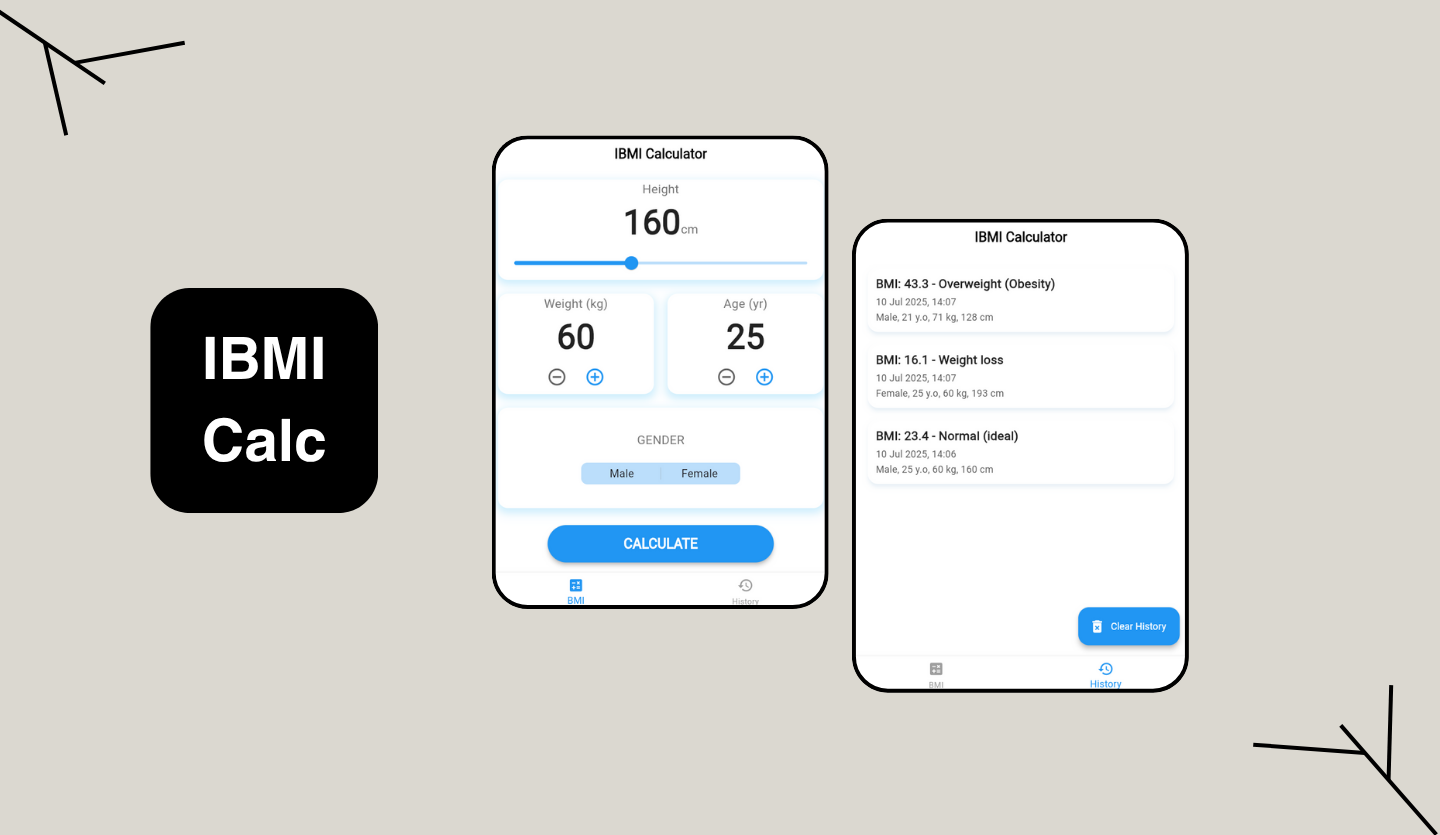 IBMI
Calc
IBMI Calculator
Height
160cm
Weight (kg)
60
Age (yr)
25
GENDER
Male Female
CALCULATE
BMI
History
IBMI Calculator
BMI: 43.3 - Overweight (Obesity)
10 Jul 2025, 14:07
Male, 21 y.o, 71 kg, 128 cm
BMI: 16.1 - Weight loss
10 Jul 2025, 14:07
Female, 25 y.o, 60 kg, 193 cm
BMI: 23.4 - Normal (ideal)
10 Jul 2025, 14:06
Male, 25 y.o, 60 kg, 160 cm
Clear History
BMI
History